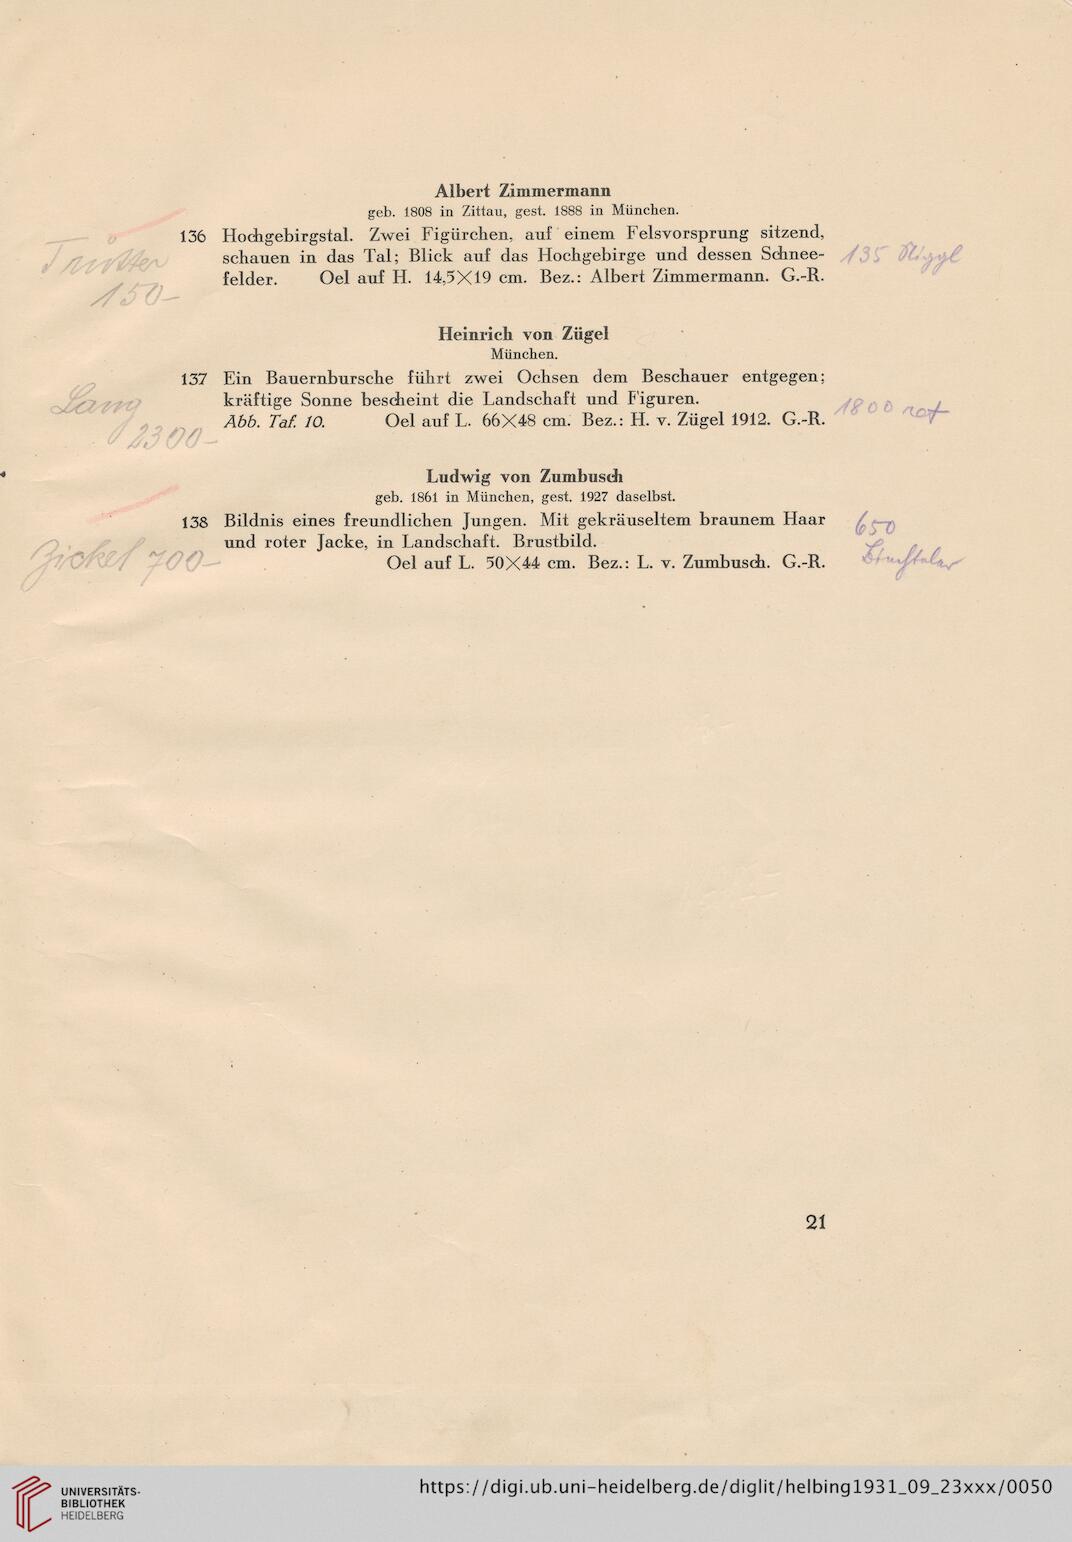 Albert Zimmermann
geb. 1808 in Zittau, gest. 1888 in München.
136 Hochgebirgstal. Zwei Figürchen, auf einem Felsvorsprung sitzend,
schauen in das Tal; Blick auf das Hochgebirge und dessen Schnee-
felder. Oel auf H. 14,5×19 cm. Bez.: Albert Zimmermann. G.-R.
150-
135
Heinrich von Zügel
München.
137 Ein Bauernbursche führt zwei Ochsen dem Beschauer entgegen;
kräftige Sonne bescheint die Landschaft und Figuren.
Abb. Taf. 10. Oel auf L. 66×48 cm. Bez.: H. v. Zügel 1912. G.-R.
Lang
2300-
1800
Ludwig von Zumbusch
geb. 1861 in München, gest. 1927 daselbst.
138 Bildnis eines freundlichen Jungen. Mit gekräuseltem braunem Haar
und roter Jacke, in Landschaft. Brustbild.
Oel auf L. 50×44 cm. Bez.: L. v. Zumbusch. G.-R.
Zickel 700-
650
21
UNIVERSITÄTS-
BIBLIOTHEK
HEIDELBERG
https://digi.ub.uni-heidelberg.de/diglit/helbing1931_09_23xxx/0050